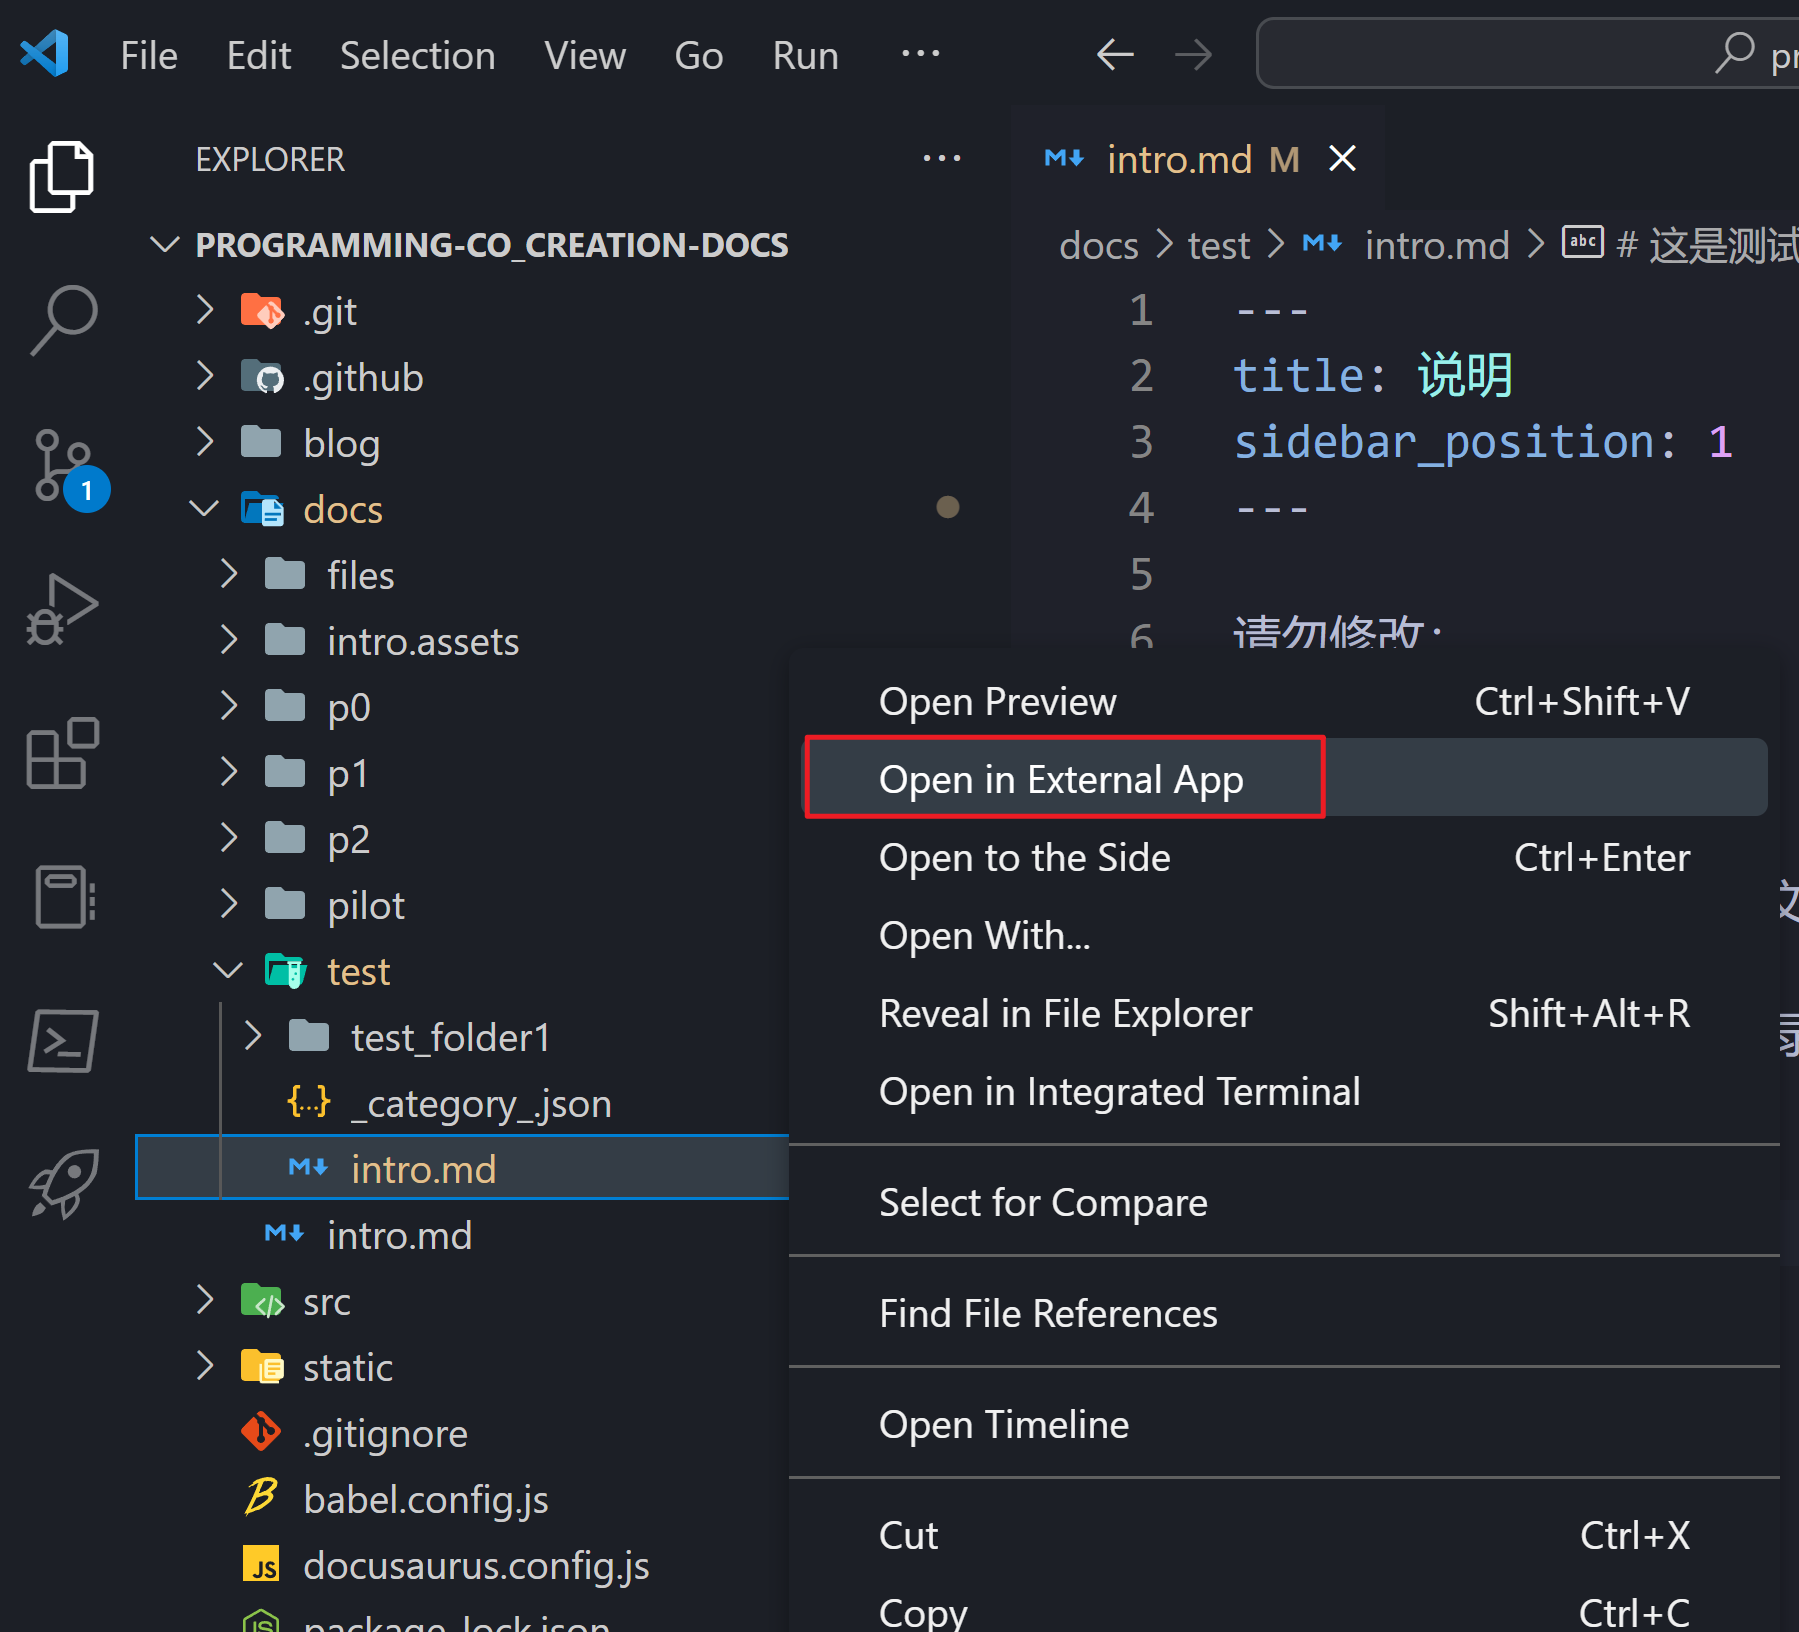 File Edit Selection View Go Run ···
EXPLORER ···
PROGRAMMING-CO_CREATION-DOCS
.git
.github
blog
docs
files
intro.assets
p0
p1
p2
pilot
test
test_folder1
{...} _category_.json
intro.md
intro.md
src
static
.gitignore
babel.config.js
JS docusaurus.config.js
package-lock.json
1
intro.md M
docs > test > intro.md > abc # 这是测试
1 ---
2 title: 说明
3 sidebar_position: 1
4 ---
5
6 请勿修改:
Open Preview Ctrl+Shift+V
Open in External App
Open to the Side Ctrl+Enter
Open With...
Reveal in File Explorer Shift+Alt+R
Open in Integrated Terminal
Select for Compare
Find File References
Open Timeline
Cut Ctrl+X
Copy Ctrl+C